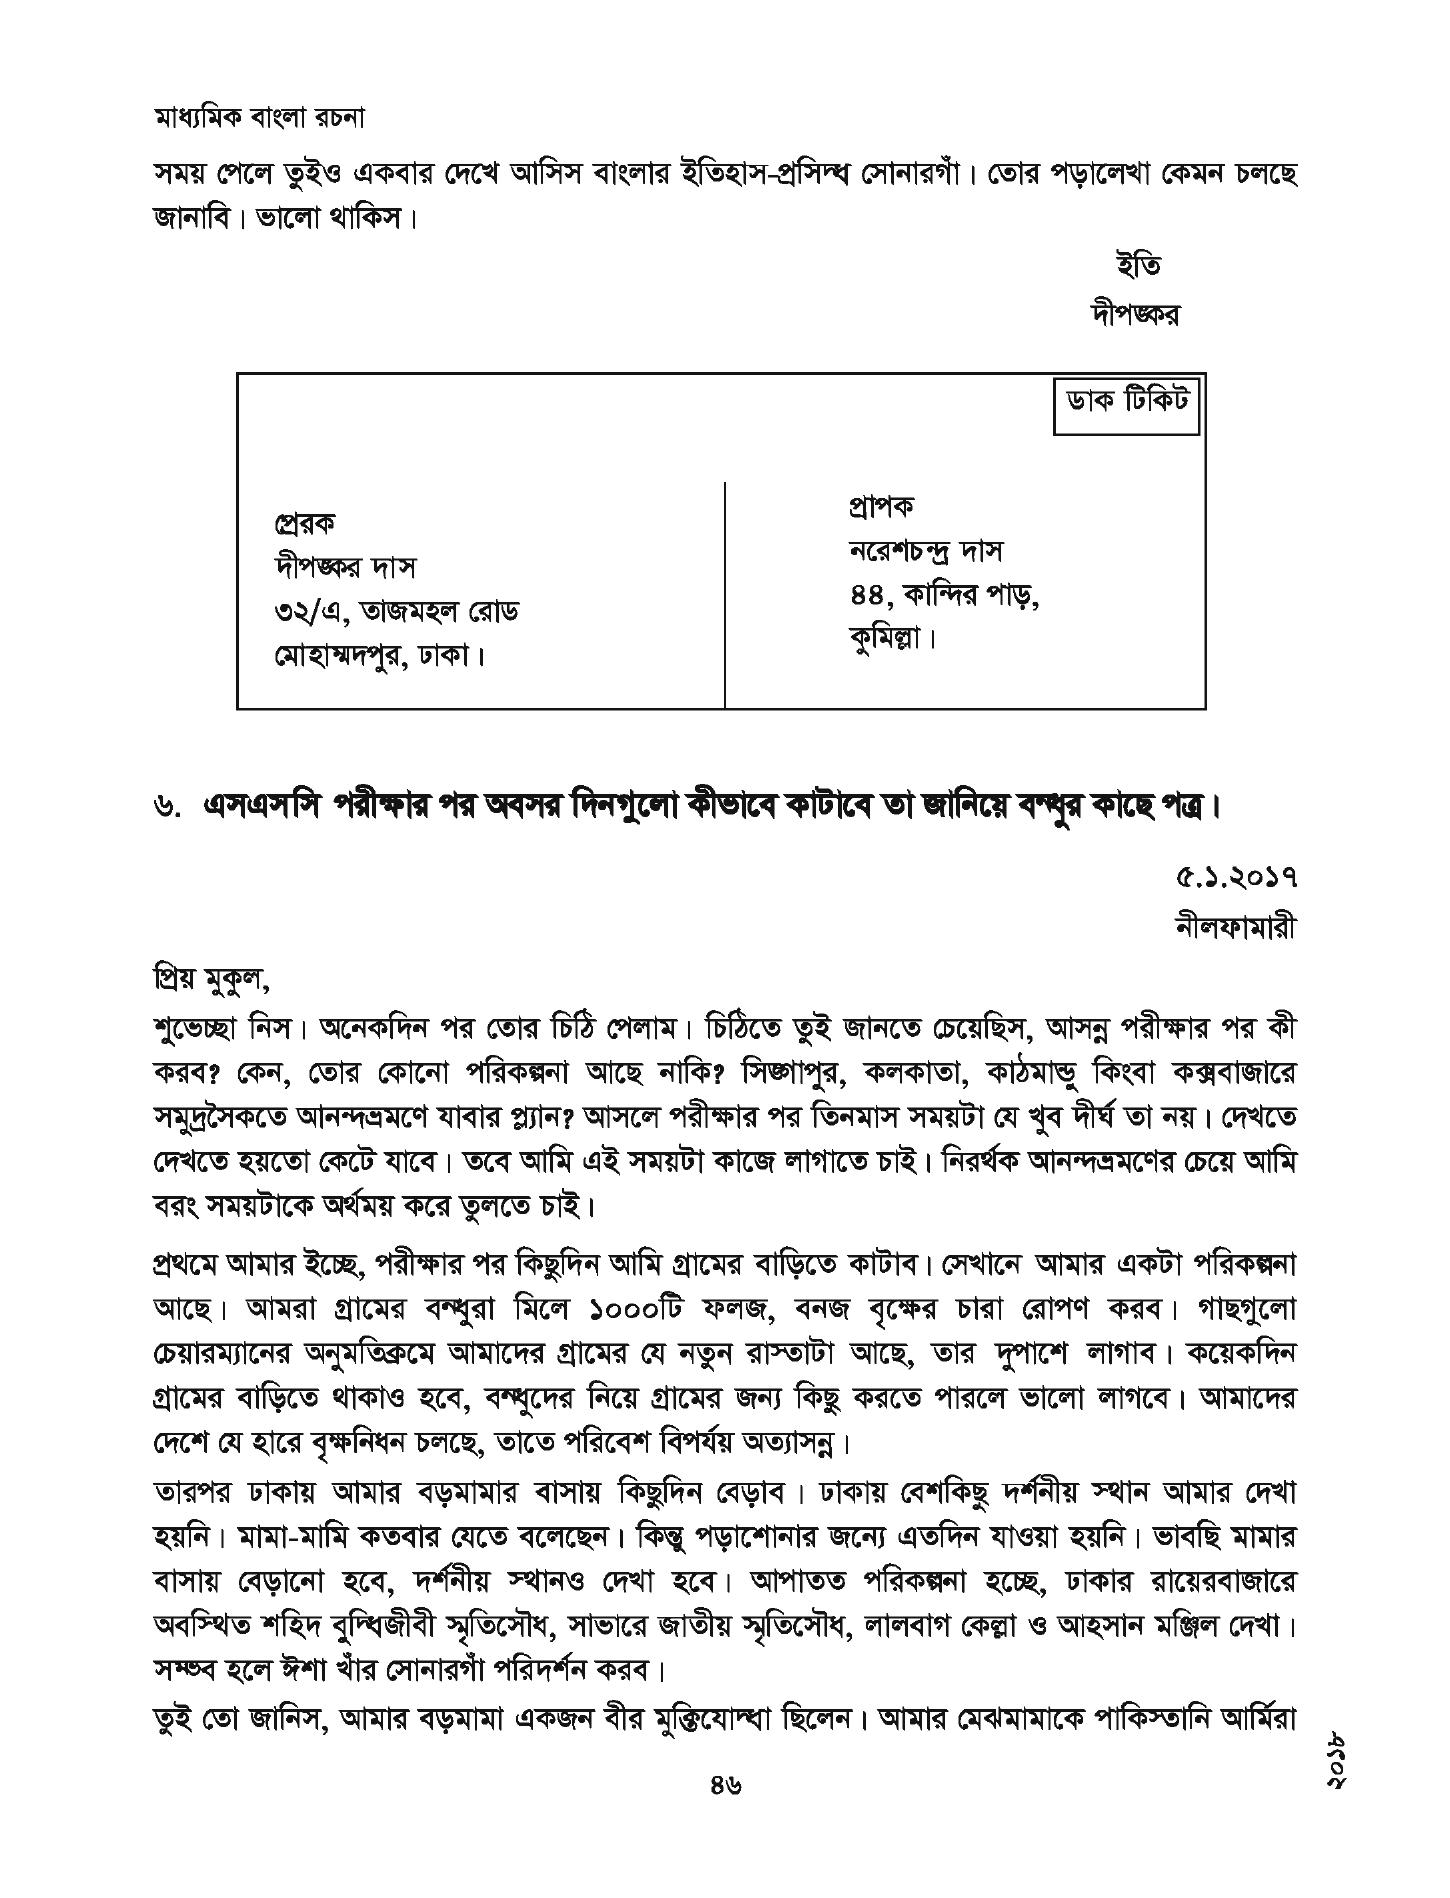 মাধ্যমিক বাংলা রচনা
সময় পেলে তুইও একবার দেখে আসিস বাংলার ইতিহাস-প্রসিদ্ধ সোনারগাঁ। তোর পড়ালেখা কেমন চলছে
জানাবি। ভালো থাকিস।
ইতি
দীপঙ্কর
ডাক টিকিট
প্রেরক
দীপঙ্কর দাস
৩২/এ, তাজমহল রোড
মোহাম্মদপুর, ঢাকা।
প্রাপক
নরেশচন্দ্র দাস
৪৪, কান্দির পাড়,
কুমিল্লা।
৬. এসএসসি পরীক্ষার পর অবসর দিনগুলো কীভাবে কাটাবে তা জানিয়ে বন্ধুর কাছে পত্র।
৫.১.২০১৭
নীলফামারী
প্রিয় মুকুল,
শুভেচ্ছা নিস। অনেকদিন পর তোর চিঠি পেলাম। চিঠিতে তুই জানতে চেয়েছিস, আসন্ন পরীক্ষার পর কী
করব? কেন, তোর কোনো পরিকল্পনা আছে নাকি? সিঙ্গাপুর, কলকাতা, কাঠমান্ডু কিংবা কক্সবাজারে
সমুদ্রসৈকতে আনন্দভ্রমণে যাবার প্ল্যান? আসলে পরীক্ষার পর তিনমাস সময়টা যে খুব দীর্ঘ তা নয়। দেখতে
দেখতে হয়তো কেটে যাবে। তবে আমি এই সময়টা কাজে লাগাতে চাই। নিরর্থক আনন্দভ্রমণের চেয়ে আমি
বরং সময়টাকে অর্থময় করে তুলতে চাই।
প্রথমে আমার ইচ্ছে, পরীক্ষার পর কিছুদিন আমি গ্রামের বাড়িতে কাটাব। সেখানে আমার একটা পরিকল্পনা
আছে। আমরা গ্রামের বন্ধুরা মিলে ১০০০টি ফলজ, বনজ বৃক্ষের চারা রোপণ করব। গাছগুলো
চেয়ারম্যানের অনুমতিক্রমে আমাদের গ্রামের যে নতুন রাস্তাটা আছে, তার দুপাশে লাগাব। কয়েকদিন
গ্রামের বাড়িতে থাকাও হবে, বন্ধুদের নিয়ে গ্রামের জন্য কিছু করতে পারলে ভালো লাগবে। আমাদের
দেশে যে হারে বৃক্ষনিধন চলছে, তাতে পরিবেশ বিপর্যয় অত্যাসন্ন।
তারপর ঢাকায় আমার বড়মামার বাসায় কিছুদিন বেড়াব। ঢাকায় বেশকিছু দর্শনীয় স্থান আমার দেখা
হয়নি। মামা-মামি কতবার যেতে বলেছেন। কিন্তু পড়াশোনার জন্যে এতদিন যাওয়া হয়নি। ভাবছি মামার
বাসায় বেড়ানো হবে, দর্শনীয় স্থানও দেখা হবে। আপাতত পরিকল্পনা হচ্ছে, ঢাকার রায়েরবাজারে
অবস্থিত শহিদ বুদ্ধিজীবী স্মৃতিসৌধ, সাভারে জাতীয় স্মৃতিসৌধ, লালবাগ কেল্লা ও আহসান মঞ্জিল দেখা।
সম্ভব হলে ঈশা খাঁর সোনারগাঁ পরিদর্শন করব।
তুই তো জানিস, আমার বড়মামা একজন বীর মুক্তিযোদ্ধা ছিলেন। আমার মেঝমামাকে পাকিস্তানি আর্মিরা
৪৬
২০১৮